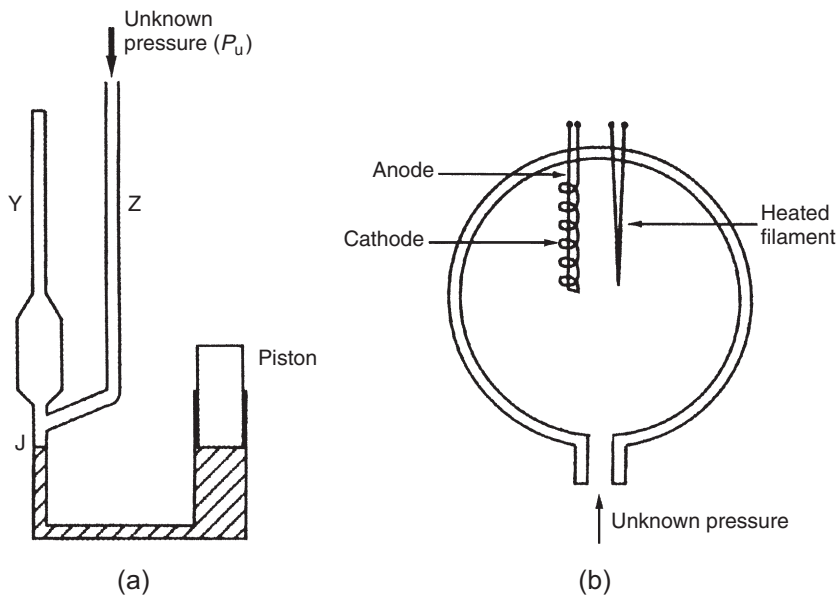 Unknown
pressure (Pu)
Y
Z
Piston
J
(a)
Anode
Cathode
Heated
filament
Unknown pressure
(b)